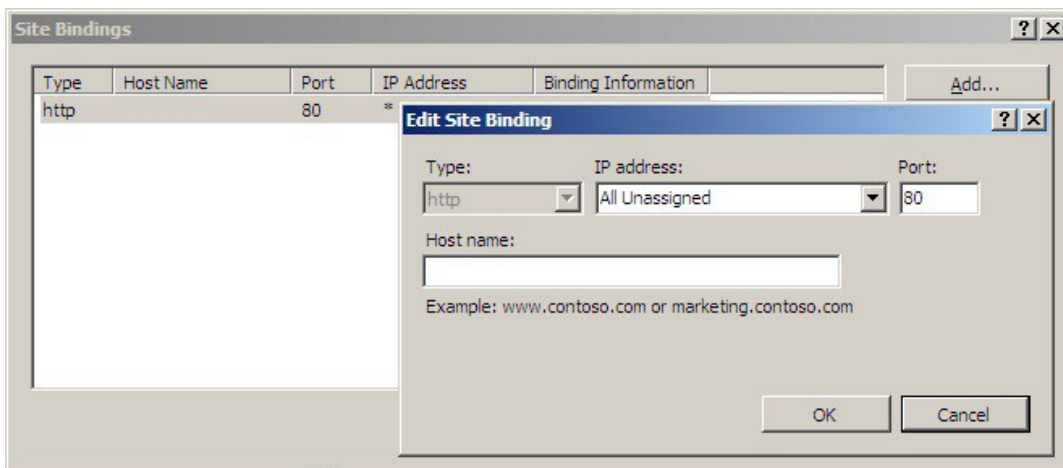 Site Bindings
Type Host Name Port IP Address Binding Information
Add...
http 80 *
Edit Site Binding
Type: IP address: Port:
http All Unassigned 80
Host name:
Example: www.contoso.com or marketing.contoso.com
OK Cancel